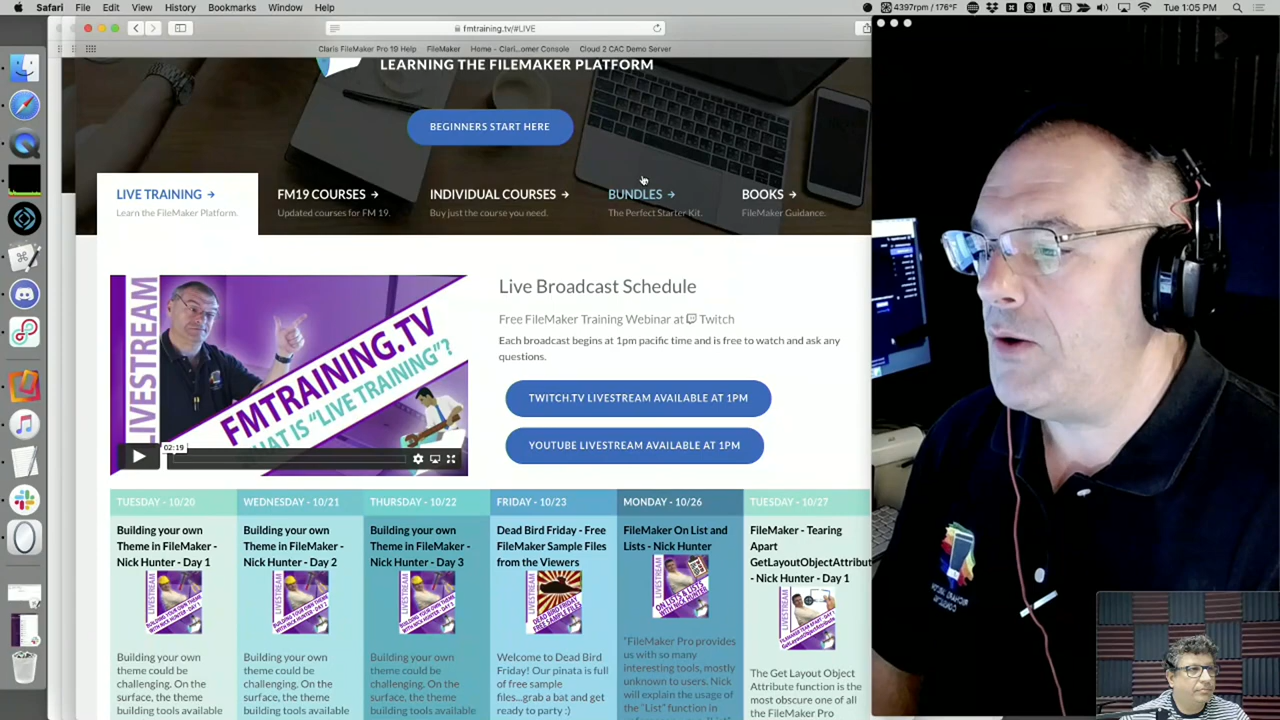 Safari File Edit View History Bookmarks Window Help
4397rpm / 176°F
Tue 1:05 PM
fmtraining.tv/#LIVE
Claris FileMaker Pro 19 Help FileMaker Home - Clari...omer Console Cloud 2 CAC Demo Server
LEARNING THE FILEMAKER PLATFORM
BEGINNERS START HERE
LIVE TRAINING →
Learn the FileMaker Platform.
FM19 COURSES →
Updated courses for FM 19.
INDIVIDUAL COURSES →
Buy just the course you need.
BUNDLES →
The Perfect Starter Kit.
BOOKS →
FileMaker Guidance.
LIVESTREAM
FMTRAINING.TV
WHAT IS "LIVE TRAINING"?
02:19
Live Broadcast Schedule
Free FileMaker Training Webinar at Twitch
Each broadcast begins at 1pm pacific time and is free to watch and ask any
questions.
TWITCH.TV LIVESTREAM AVAILABLE AT 1PM
YOUTUBE LIVESTREAM AVAILABLE AT 1PM
TUESDAY - 10/20
Building your own
Theme in FileMaker -
Nick Hunter - Day 1
Building your own
theme could be
challenging. On the
surface, the theme
building tools available
WEDNESDAY - 10/21
Building your own
Theme in FileMaker -
Nick Hunter - Day 2
Building your own
theme could be
challenging. On the
surface, the theme
building tools available
THURSDAY - 10/22
Building your own
Theme in FileMaker -
Nick Hunter - Day 3
Building your own
theme could be
challenging. On the
surface, the theme
building tools available
FRIDAY - 10/23
Dead Bird Friday - Free
FileMaker Sample Files
from the Viewers
Welcome to Dead Bird
Friday! Our pinata is full
of free sample
files...grab a bat and get
ready to party :)
MONDAY - 10/26
FileMaker On List and
Lists - Nick Hunter
"FileMaker Pro provides
us with so many
interesting tools, mostly
unknown to users. Nick
will explain the usage of
the "List" function in
TUESDAY - 10/27
FileMaker - Tearing
Apart
GetLayoutObjectAttribut
- Nick Hunter - Day 1
The Get Layout Object
Attribute function is the
most obscure one of all
the FileMaker Pro